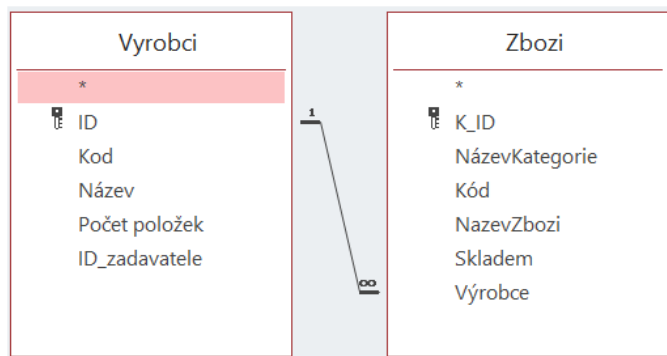 Vyrobci
*
ID
Kod
Název
Počet položek
ID_zadavatele
1
∞
Zbozi
*
K_ID
NázevKategorie
Kód
NazevZbozi
Skladem
Výrobce